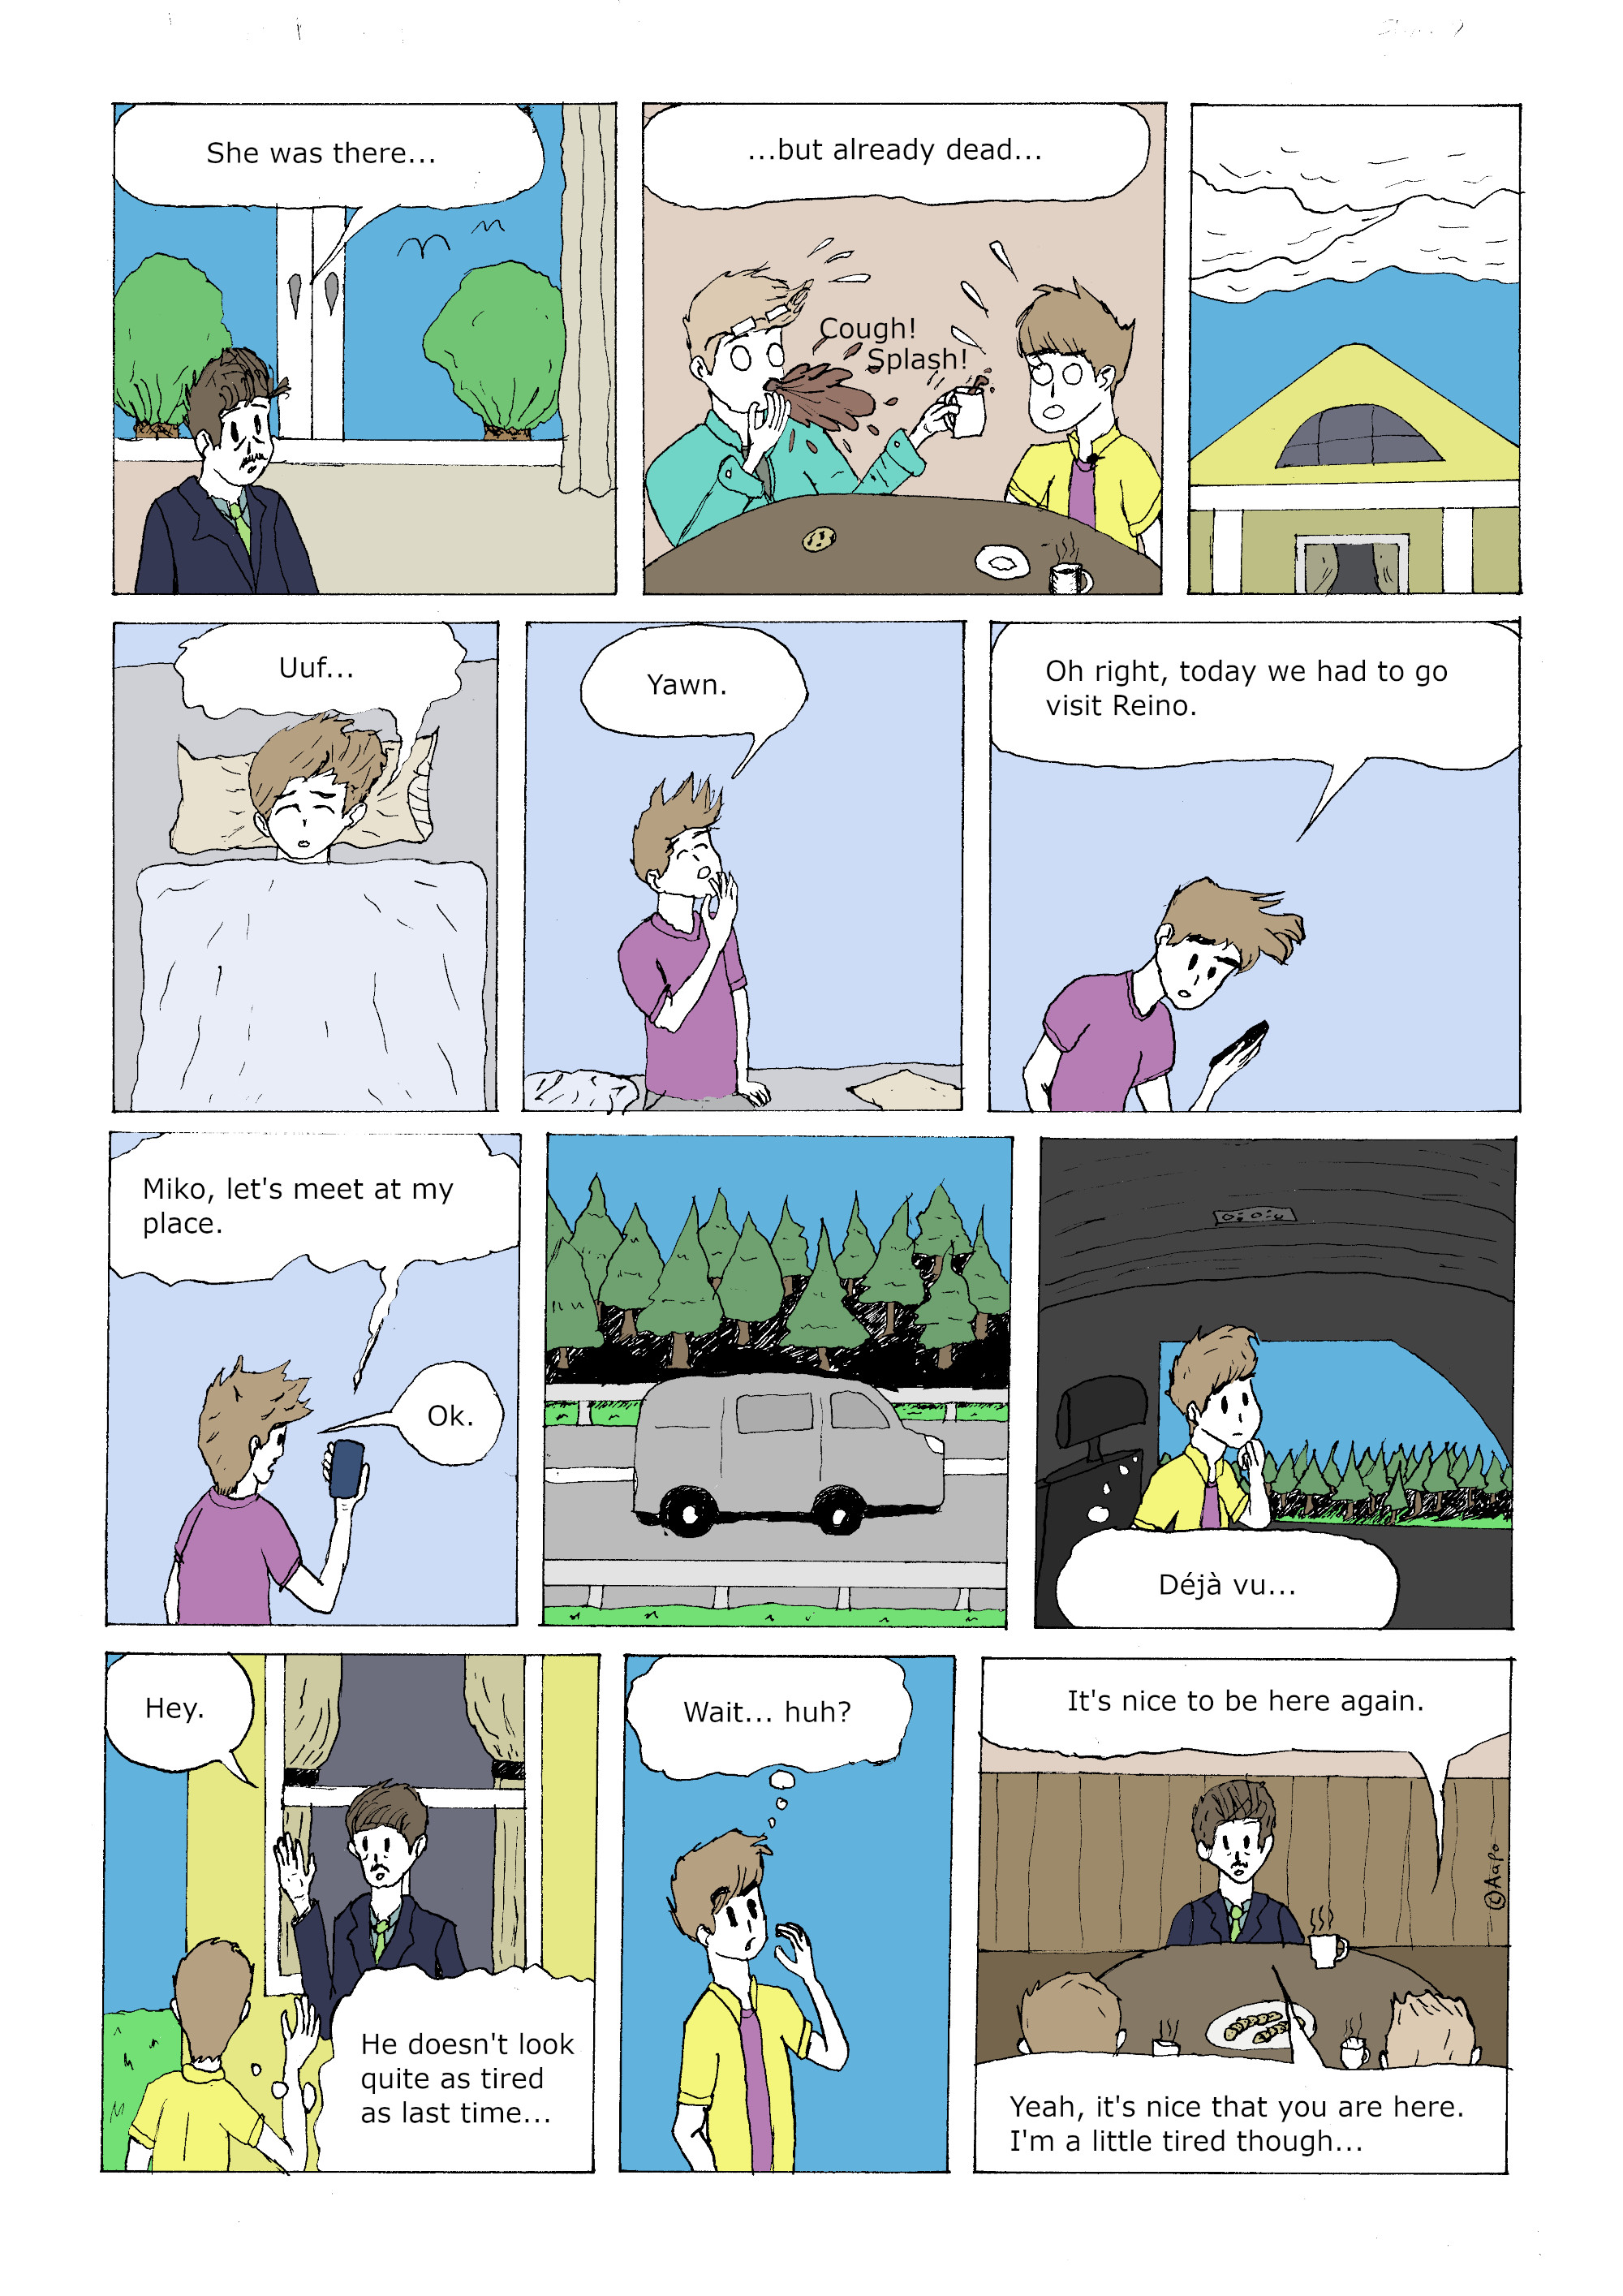 She was there...
...but already dead...
Cough!
Splash!
Uuf...
Yawn.
Oh right, today we had to go
visit Reino.
Miko, let's meet at my
place.
Ok.
Déjà vu...
Hey.
He doesn't look
quite as tired
as last time...
Wait... huh?
It's nice to be here again.
©Aapo
Yeah, it's nice that you are here.
I'm a little tired though...